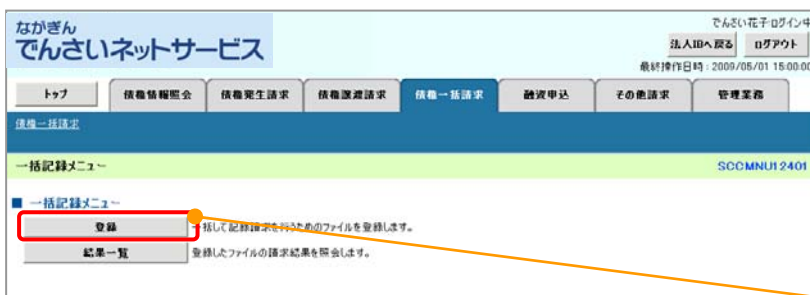 ながぎん
でんさいネットサービス
でんさい花子ログイン中
法人IBへ戻る ログアウト
最終操作日時：2009/05/01 15:00:00
トップ 債権情報照会 債権発生請求 債権譲渡請求 債権一括請求 融資申込 その他請求 管理業務
債権一括請求
一括記録メニュー SCCMNU12401
■ 一括記録メニュー
登録 一括して記録請求を行うためのファイルを登録します。
結果一覧 登録したファイルの請求結果を照会します。